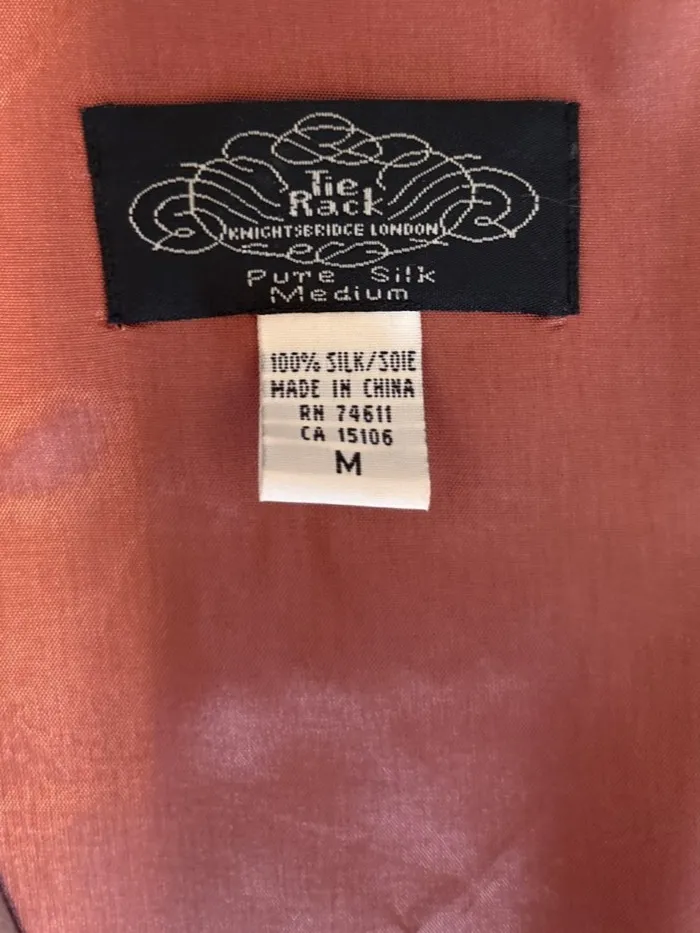 Tie
Rack
KNIGHTSBRIDGE LONDON
Pure Silk
Medium
100% SILK/SOIE
MADE IN CHINA
RN 74611
CA 15106
M